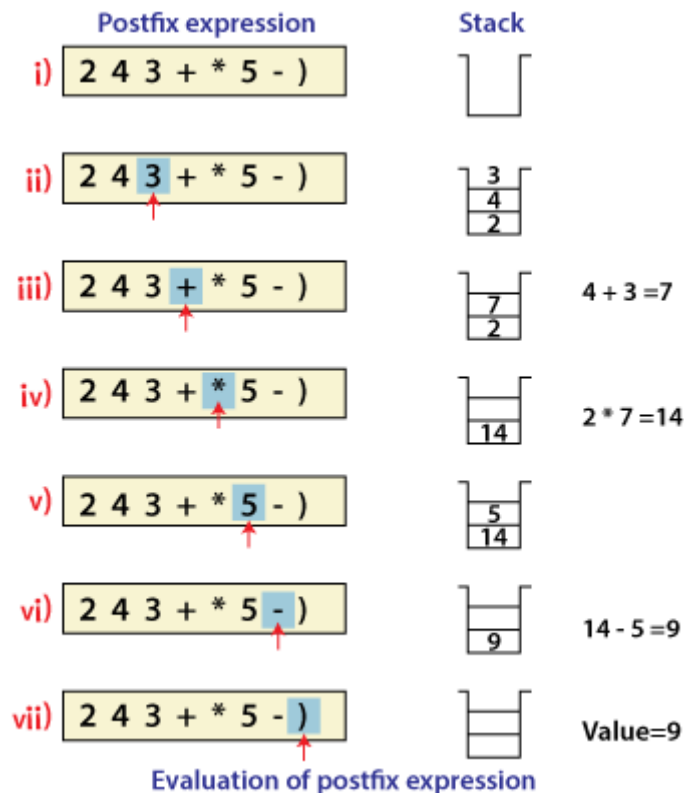 Postfix expression Stack
i) 2 4 3 + * 5 - )
ii) 2 4 3 + * 5 - )
3
4
2
iii) 2 4 3 + * 5 - )
7
2
4 + 3 =7
iv) 2 4 3 + * 5 - )
14
2 * 7 =14
v) 2 4 3 + * 5 - )
5
14
vi) 2 4 3 + * 5 - )
9
14 - 5 =9
vii) 2 4 3 + * 5 - )
Value=9
Evaluation of postfix expression